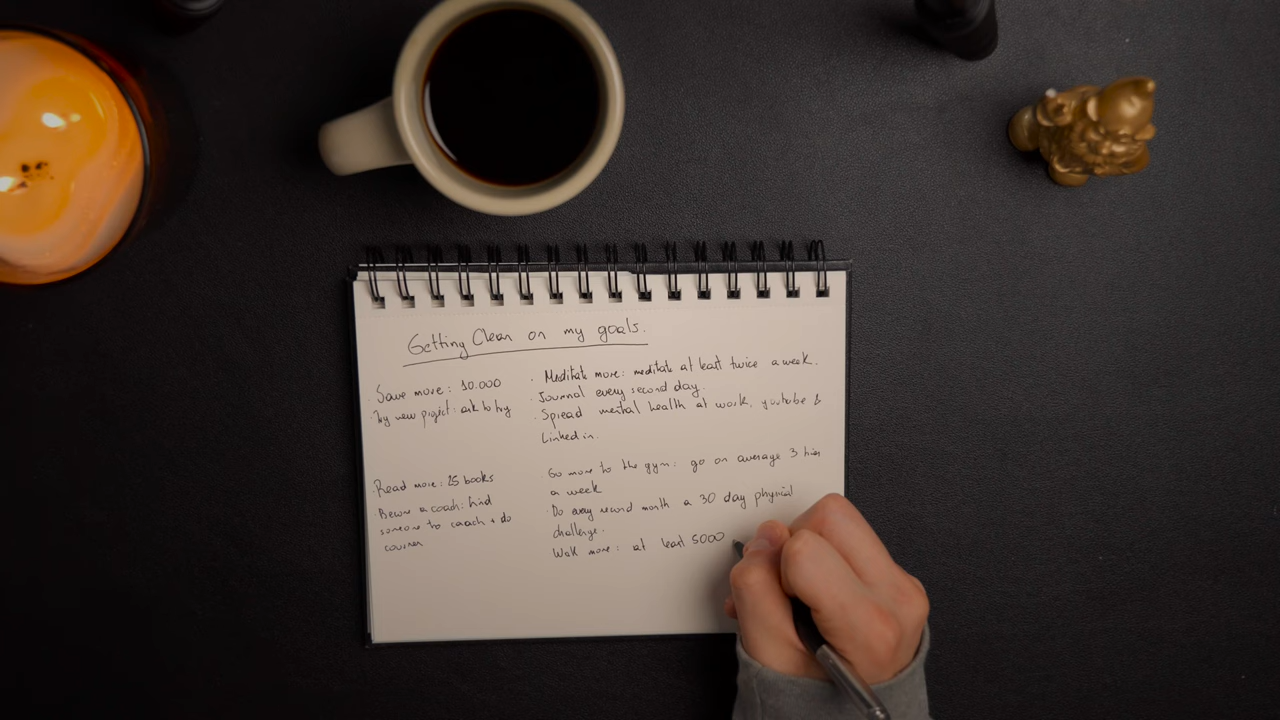 Getting Clear on my goals.
· Save more: 10.000
· Try new project: ask to try
· Meditate more: meditate at least twice a week.
· Journal every second day.
· Spread mental health at work, youtube &
Linkedin.
· Read more: 25 books
· Become a coach: find
someone to coach + do
courses
· Go more to the gym: go on average 3 times
a week
· Do every second month a 30 day physical
challenge.
Walk more: at least 5000